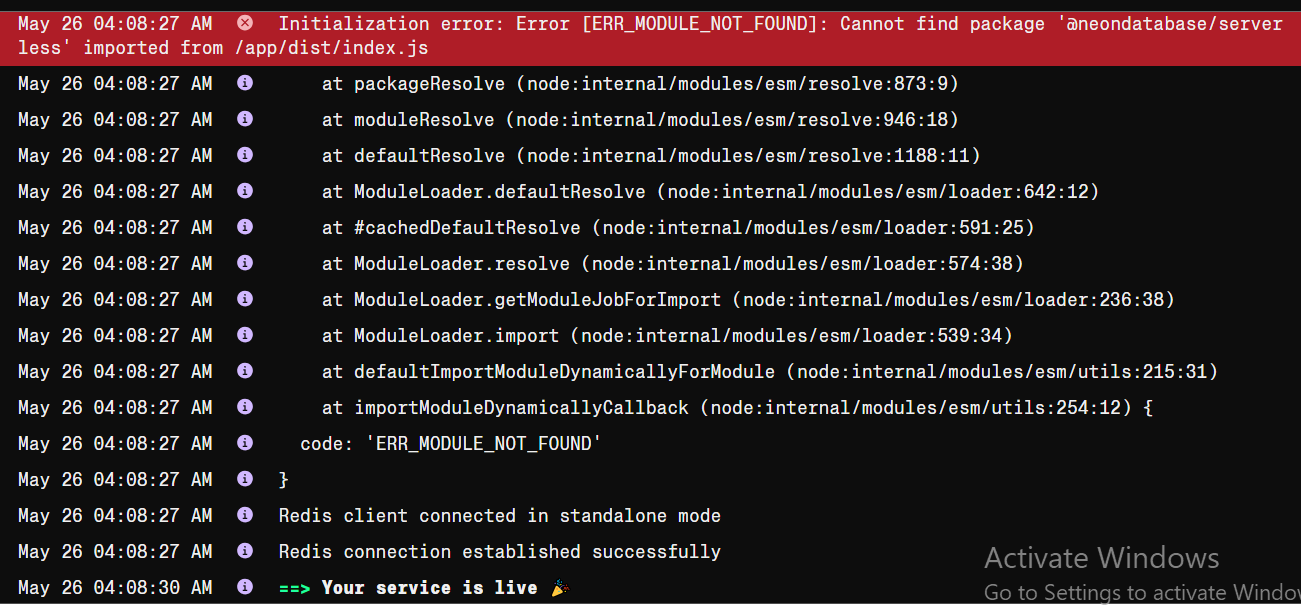 May 26 04:08:27 AM Initialization error: Error [ERR_MODULE_NOT_FOUND]: Cannot find package '@neondatabase/server
less' imported from /app/dist/index.js
May 26 04:08:27 AM at packageResolve (node:internal/modules/esm/resolve:873:9)
May 26 04:08:27 AM at moduleResolve (node:internal/modules/esm/resolve:946:18)
May 26 04:08:27 AM at defaultResolve (node:internal/modules/esm/resolve:1188:11)
May 26 04:08:27 AM at ModuleLoader.defaultResolve (node:internal/modules/esm/loader:642:12)
May 26 04:08:27 AM at #cachedDefaultResolve (node:internal/modules/esm/loader:591:25)
May 26 04:08:27 AM at ModuleLoader.resolve (node:internal/modules/esm/loader:574:38)
May 26 04:08:27 AM at ModuleLoader.getModuleJobForImport (node:internal/modules/esm/loader:236:38)
May 26 04:08:27 AM at ModuleLoader.import (node:internal/modules/esm/loader:539:34)
May 26 04:08:27 AM at defaultImportModuleDynamicallyForModule (node:internal/modules/esm/utils:215:31)
May 26 04:08:27 AM at importModuleDynamicallyCallback (node:internal/modules/esm/utils:254:12) {
May 26 04:08:27 AM code: 'ERR_MODULE_NOT_FOUND'
May 26 04:08:27 AM }
May 26 04:08:27 AM Redis client connected in standalone mode
May 26 04:08:27 AM Redis connection established successfully
May 26 04:08:30 AM ==> Your service is live 🎉
Activate Windows
Go to Settings to activate Windo